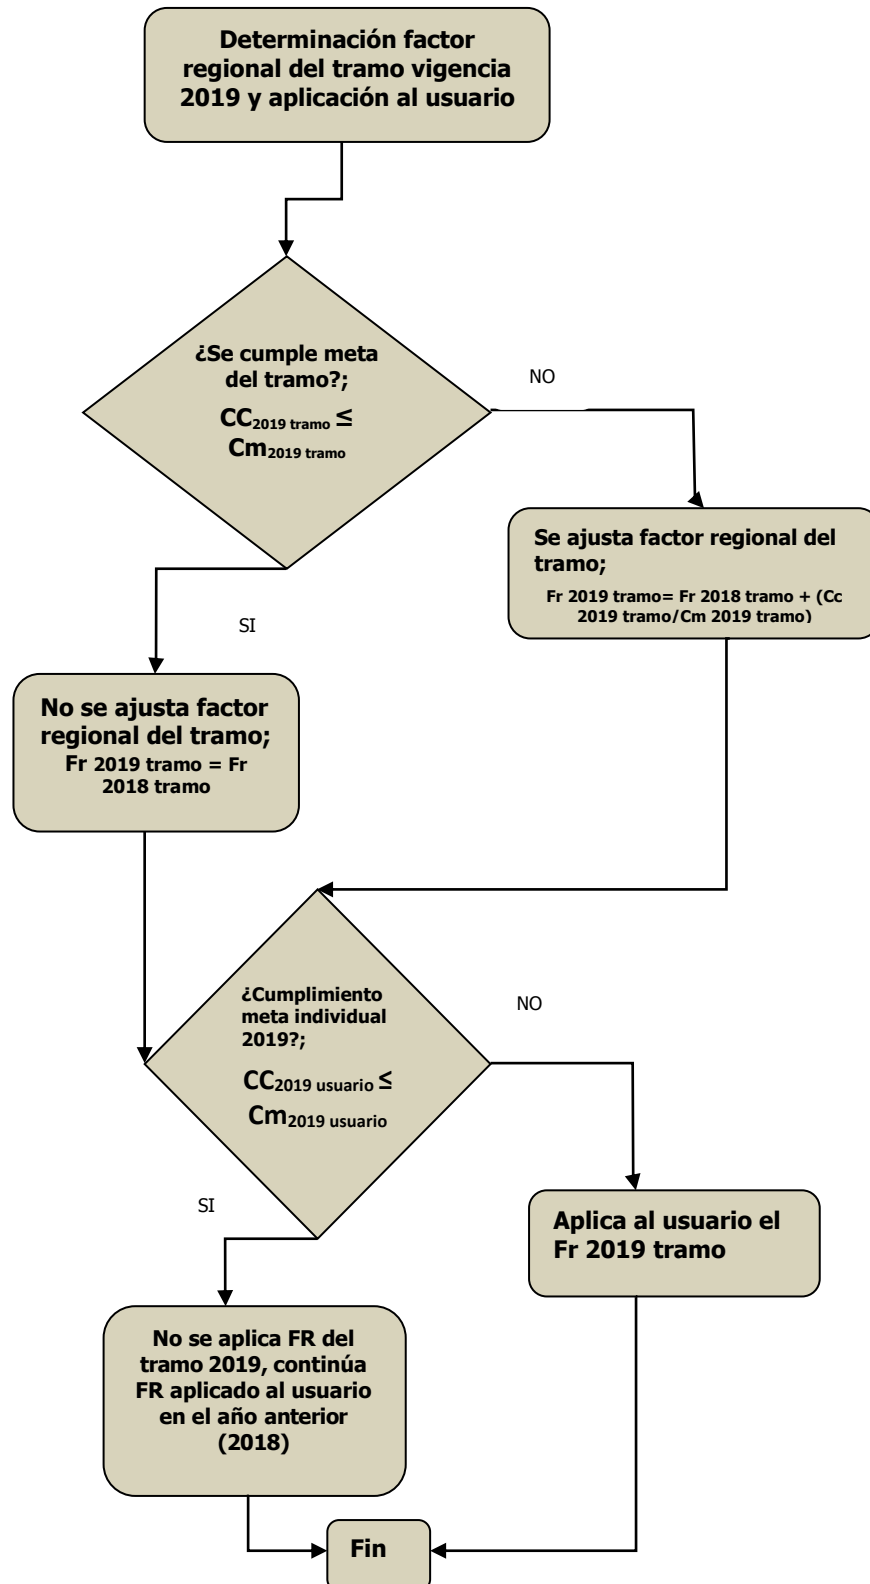 Determinación factor
regional del tramo vigencia
2019 y aplicación al usuario
¿Se cumple meta
del tramo?;
CC2019 tramo ≤
Cm2019 tramo
NO
Se ajusta factor regional del
tramo;
Fr 2019 tramo= Fr 2018 tramo + (Cc
2019 tramo/Cm 2019 tramo)
SI
No se ajusta factor
regional del tramo;
Fr 2019 tramo = Fr
2018 tramo
¿Cumplimiento
meta individual
2019?;
CC2019 usuario ≤
Cm2019 usuario
NO
SI
Aplica al usuario el
Fr 2019 tramo
No se aplica FR del
tramo 2019, continúa
FR aplicado al usuario
en el año anterior
(2018)
Fin